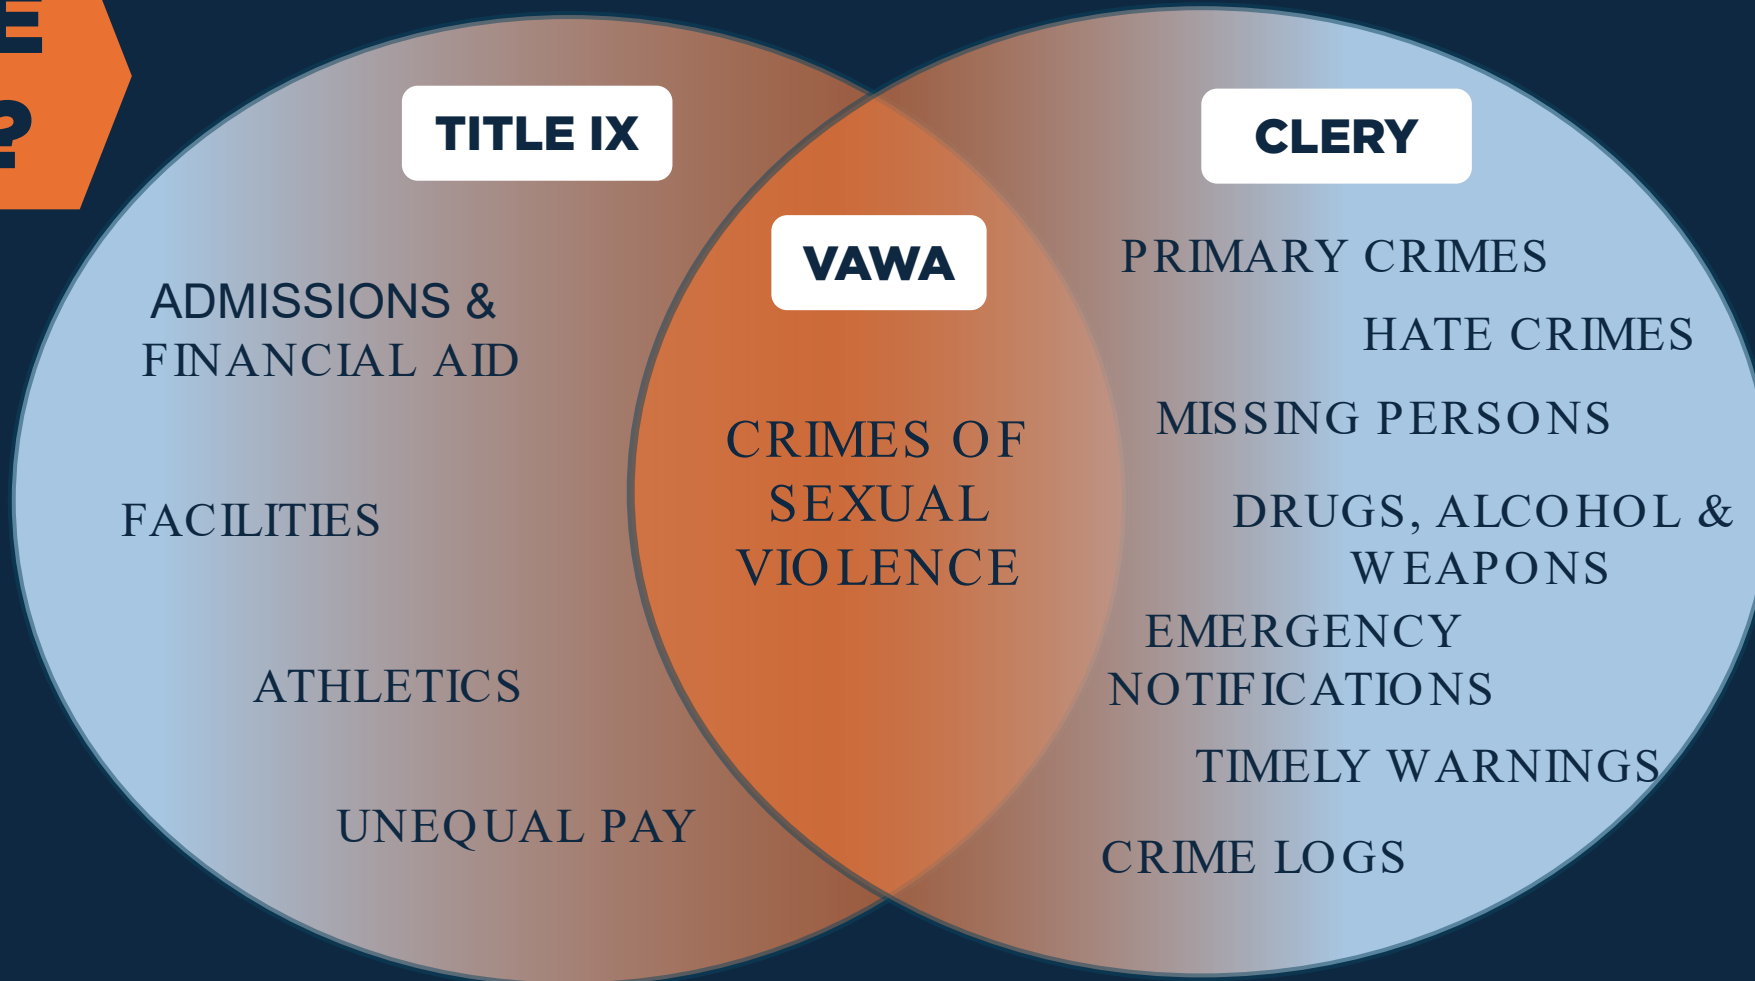 E
?
TITLE IX
ADMISSIONS &
FINANCIAL AID
FACILITIES
ATHLETICS
UNEQUAL PAY
VAWA
CRIMES OF
SEXUAL
VIOLENCE
CLERY
PRIMARY CRIMES
HATE CRIMES
MISSING PERSONS
DRUGS, ALCOHOL &
WEAPONS
EMERGENCY
NOTIFICATIONS
TIMELY WARNINGS
CRIME LOGS